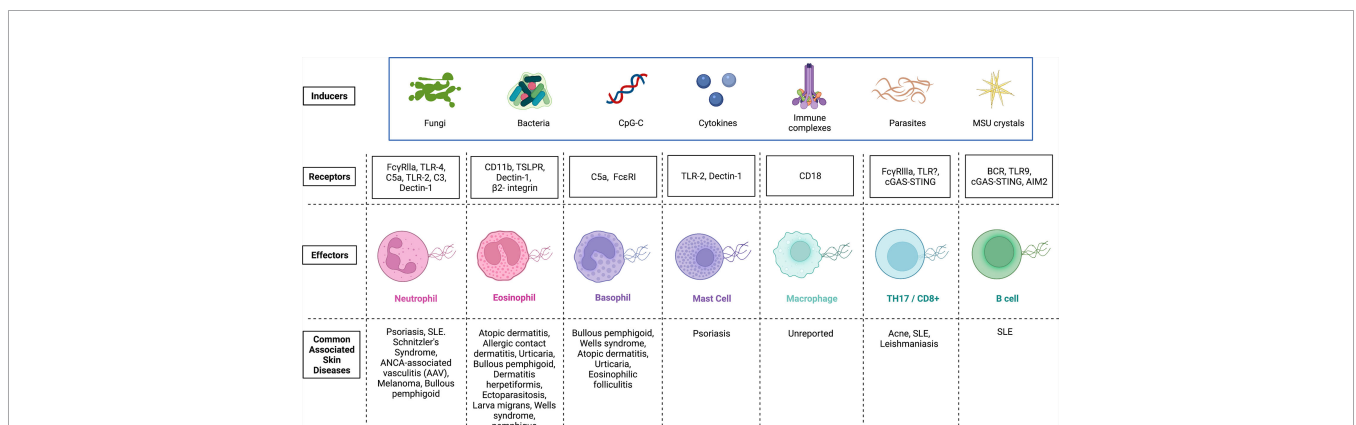 Inducers
Fungi
Bacteria
CpG-C
Cytokines
Immune
complexes
Parasites
MSU crystals
Receptors
FcγRIIa, TLR-4,
C5a, TLR-2, C3,
Dectin-1
CD11b, TSLPR,
Dectin-1,
β2- integrin
C5a, FcεRI
TLR-2, Dectin-1
CD18
FcγRIIIa, TLR?,
cGAS-STING
BCR, TLR9,
cGAS-STING, AIM2
Effectors
Neutrophil
Eosinophil
Basophil
Mast Cell
Macrophage
TH17 / CD8+
B cell
Common
Associated
Skin
Diseases
Psoriasis, SLE.
Schnitzler's
Syndrome,
ANCA-associated
vasculitis (AAV),
Melanoma, Bullous
pemphigoid
Atopic dermatitis,
Allergic contact
dermatitis, Urticaria,
Bullous pemphigoid,
Dermatitis
herpetiformis,
Ectoparasitosis,
Larva migrans, Wells
syndrome,
Bullous pemphigoid,
Wells syndrome,
Atopic dermatitis,
Urticaria,
Eosinophilic
folliculitis
Psoriasis
Unreported
Acne, SLE,
Leishmaniasis
SLE